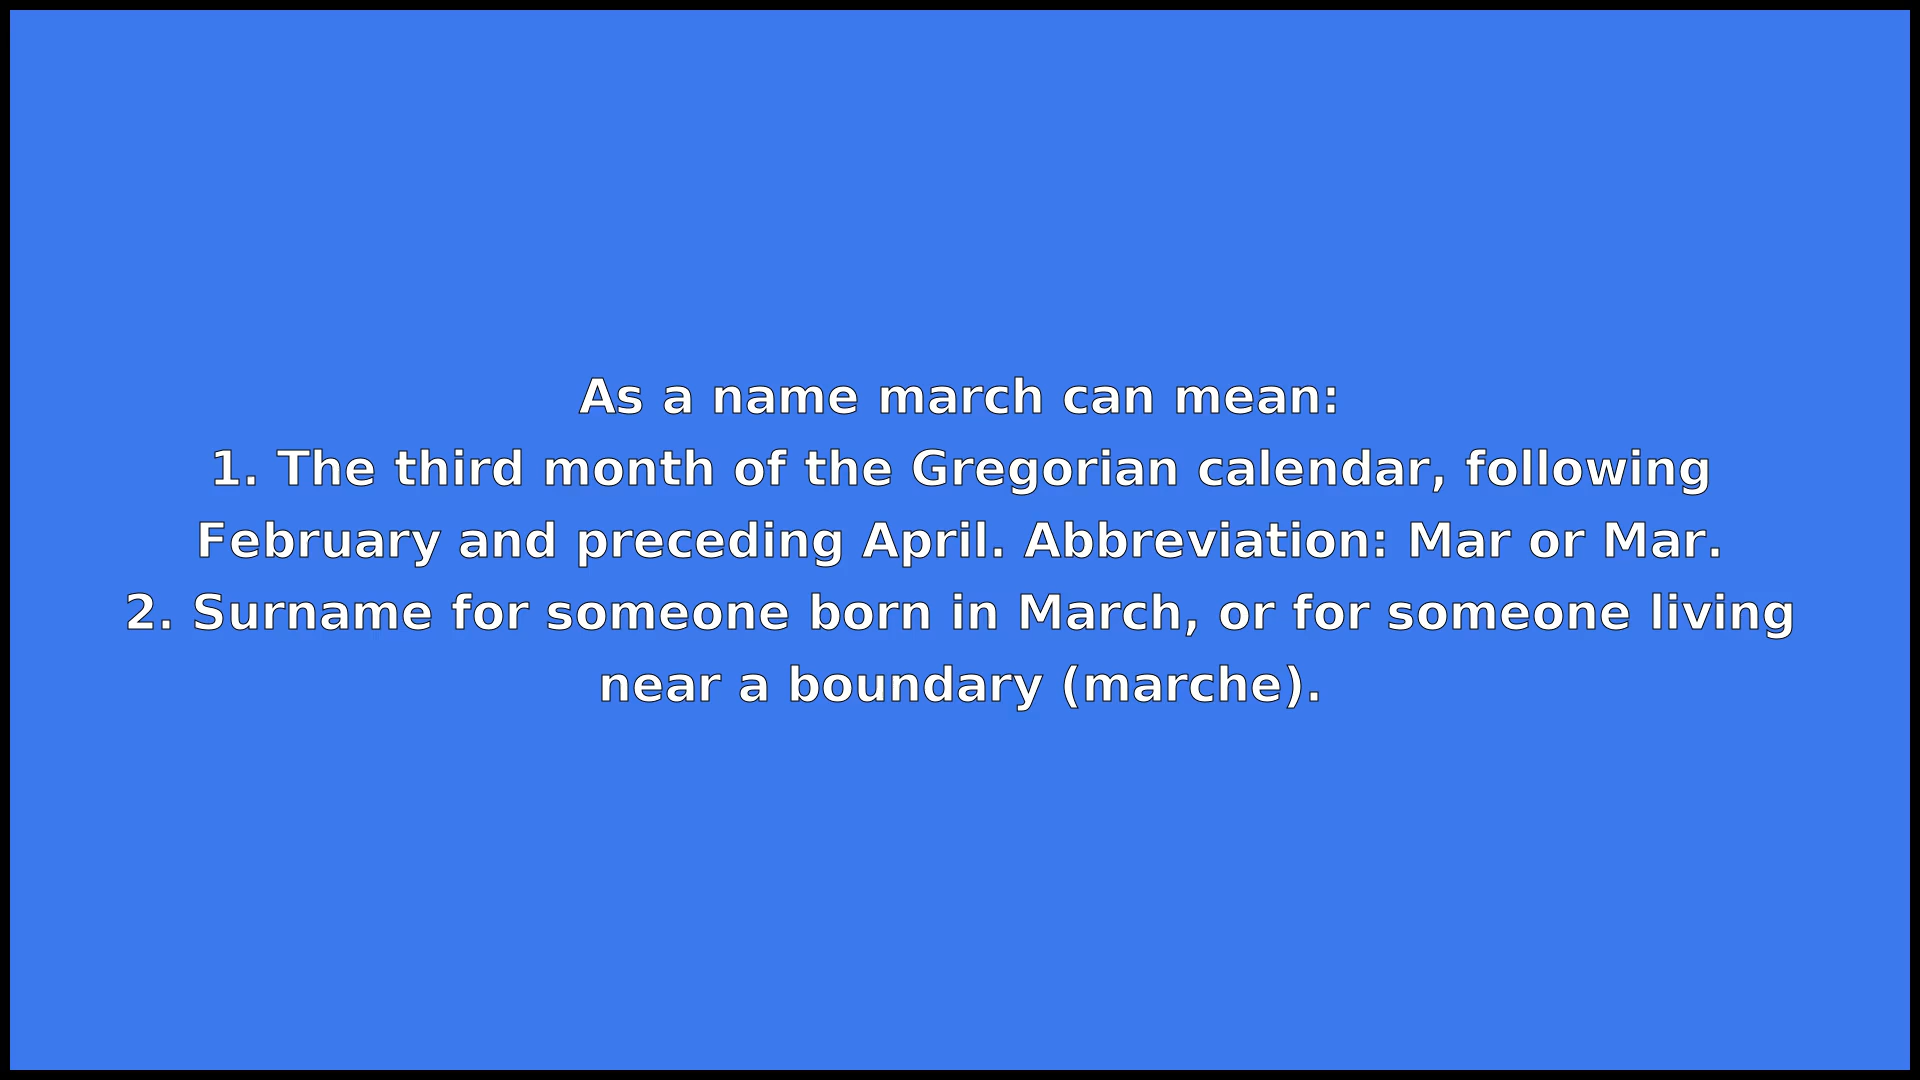 As a name march can mean:
1. The third month of the Gregorian calendar, following
February and preceding April. Abbreviation: Mar or Mar.
2. Surname for someone born in March, or for someone living
near a boundary (marche).